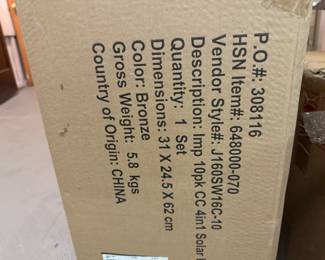 P.O.#: 308116
HSN Item#: 648000-070
Vendor Style#: J160SW16C-10
Description: Imp 10pk CC 4in1 Solar
Quantity: 1 Set
Dimensions: 31 X 24.5 X 62 cm
Color: Bronze
Gross Weight: 5.8 kgs
Country of Origin: CHINA